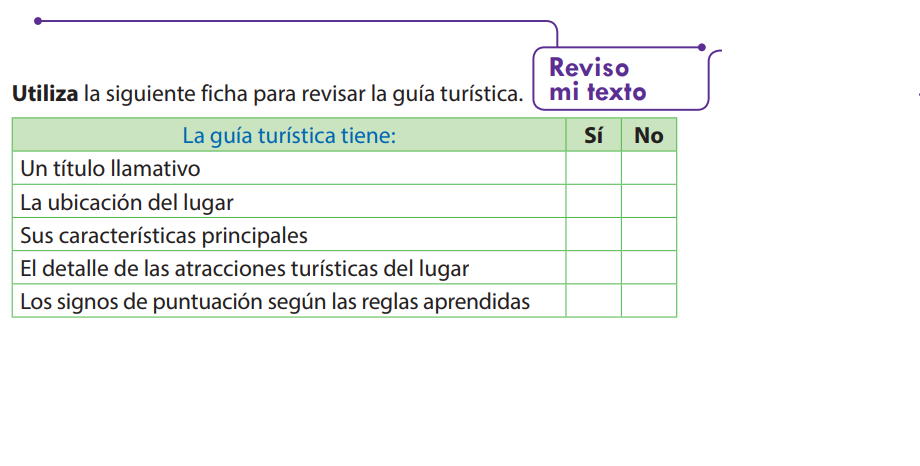 Reviso
mi texto
Utiliza la siguiente ficha para revisar la guía turística.
La guía turística tiene: Sí No
Un título llamativo
La ubicación del lugar
Sus características principales
El detalle de las atracciones turísticas del lugar
Los signos de puntuación según las reglas aprendidas